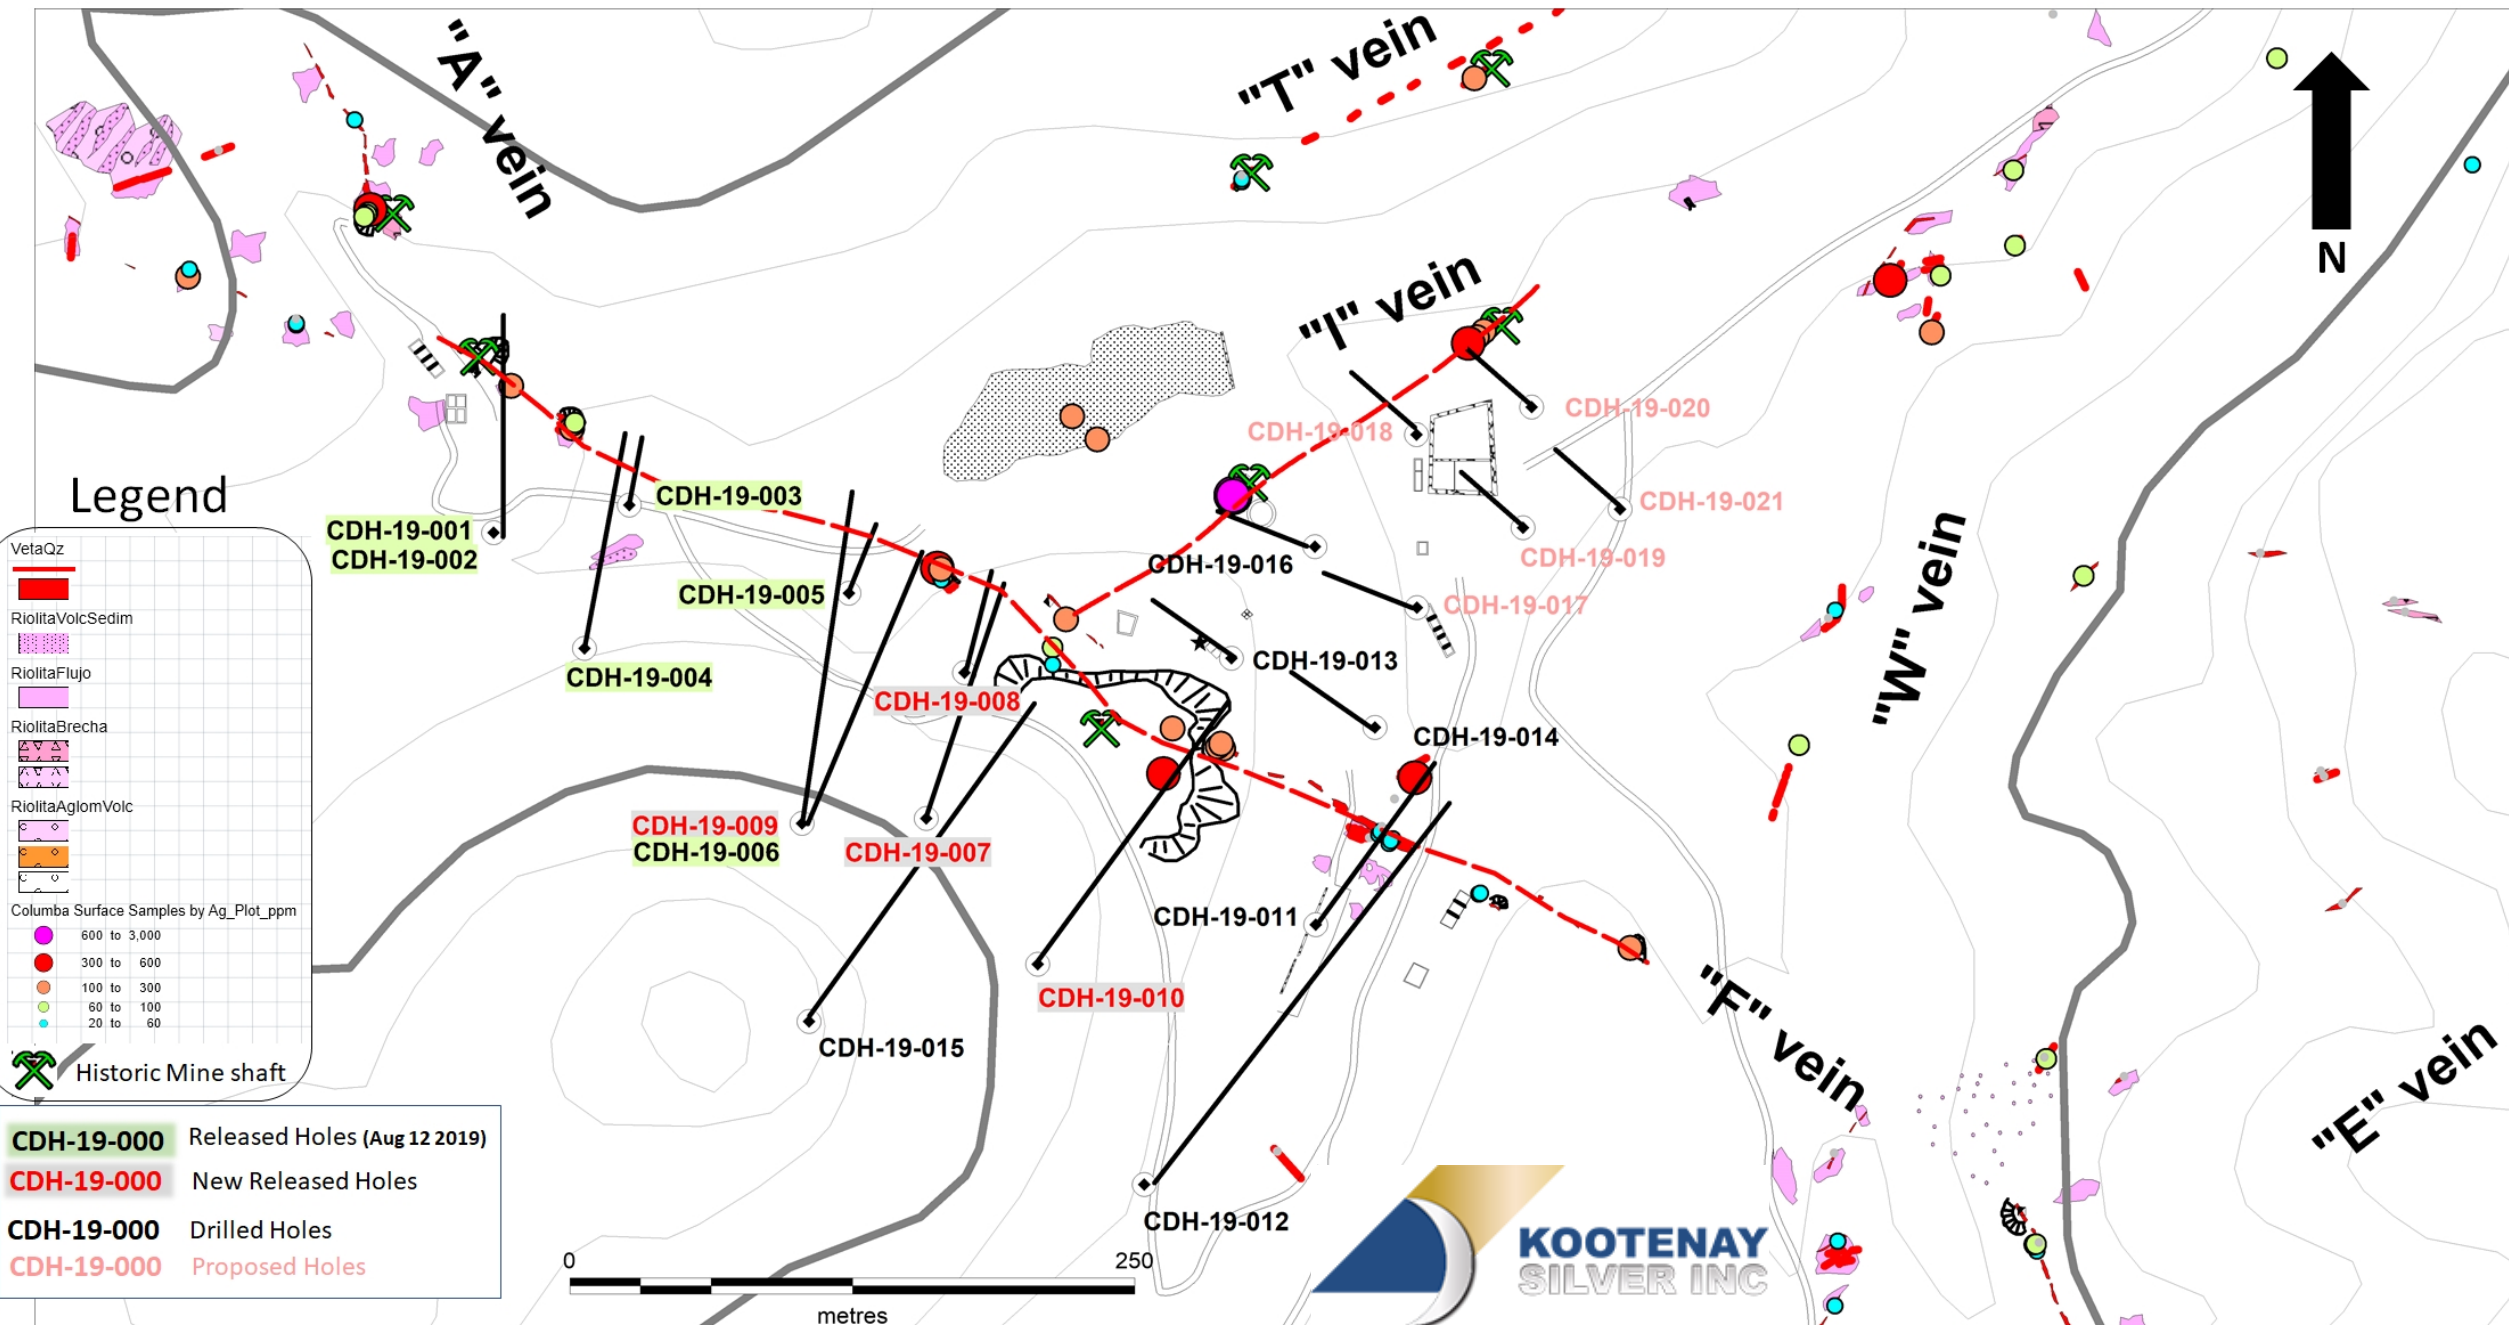 "A" vein
"T" vein
N
"I" vein
CDH-19-020
CDH-19-018
Legend
CDH-19-003
CDH-19-021
CDH-19-001
CDH-19-002
CDH-19-019
CDH-19-016
CDH-19-005
CDH-19-017
"W" vein
CDH-19-004
CDH-19-013
CDH-19-008
CDH-19-014
VetaQz
RiolitaVolcSedim
RiolitaFlujo
RiolitaBrecha
RiolitaAglomVolc
CDH-19-009
CDH-19-006
CDH-19-007
CDH-19-011
Columba Surface Samples by Ag_Plot_ppm
600 to 3,000
300 to 600
100 to 300
60 to 100
20 to 60
CDH-19-010
CDH-19-015
"F" vein
"E" vein
Historic Mine shaft
CDH-19-000 Released Holes (Aug 12 2019)
CDH-19-000 New Released Holes
CDH-19-000 Drilled Holes
CDH-19-000 Proposed Holes
CDH-19-012
0 250
metres
KOOTENAY
SILVER INC